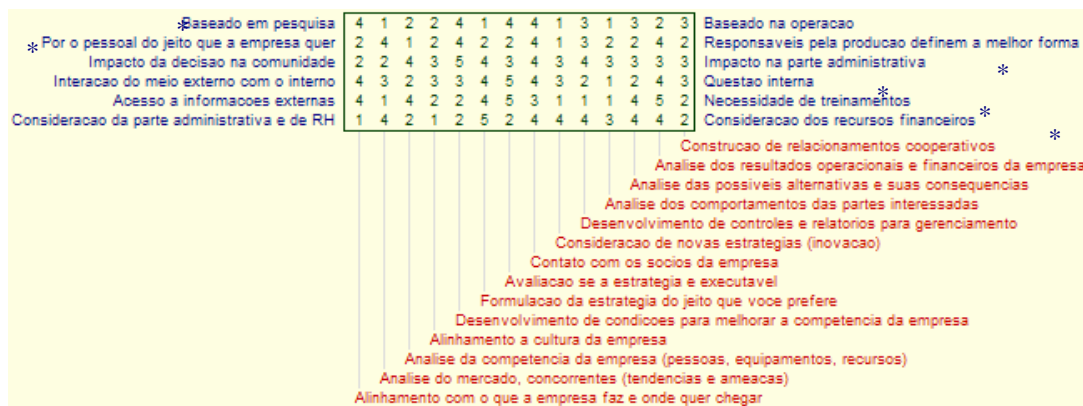 *Baseado em pesquisa 4 1 2 2 4 1 4 4 1 3 1 3 2 3 Baseado na operacao
* Por o pessoal do jeito que a empresa quer 2 4 1 2 4 2 2 4 1 3 2 2 4 2 Responsaveis pela producao definem a melhor forma
Impacto da decisao na comunidade 2 2 4 3 5 4 3 4 3 4 3 3 3 3 Impacto na parte administrativa *
Interacao do meio externo com o interno 4 3 2 3 3 4 5 4 3 2 1 2 4 3 Questao interna *
Acesso a informacoes externas 4 1 4 2 2 4 5 3 1 1 1 4 5 2 Necessidade de treinamentos *
Consideracao da parte administrativa e de RH 1 4 2 1 2 5 2 4 4 4 3 4 4 2 Consideracao dos recursos financeiros *
Construcao de relacionamentos cooperativos
Analise dos resultados operacionais e financeiros da empresa
Analise das possiveis alternativas e suas consequencias
Analise dos comportamentos das partes interessadas
Desenvolvimento de controles e relatorios para gerenciamento
Consideracao de novas estrategias (inovacao)
Contato com os socios da empresa
Avaliacao se a estrategia e executavel
Formulacao da estrategia do jeito que voce prefere
Desenvolvimento de condicoes para melhorar a competencia da empresa
Alinhamento a cultura da empresa
Analise da competencia da empresa (pessoas, equipamentos, recursos)
Analise do mercado, concorrentes (tendencias e ameacas)
Alinhamento com o que a empresa faz e onde quer chegar